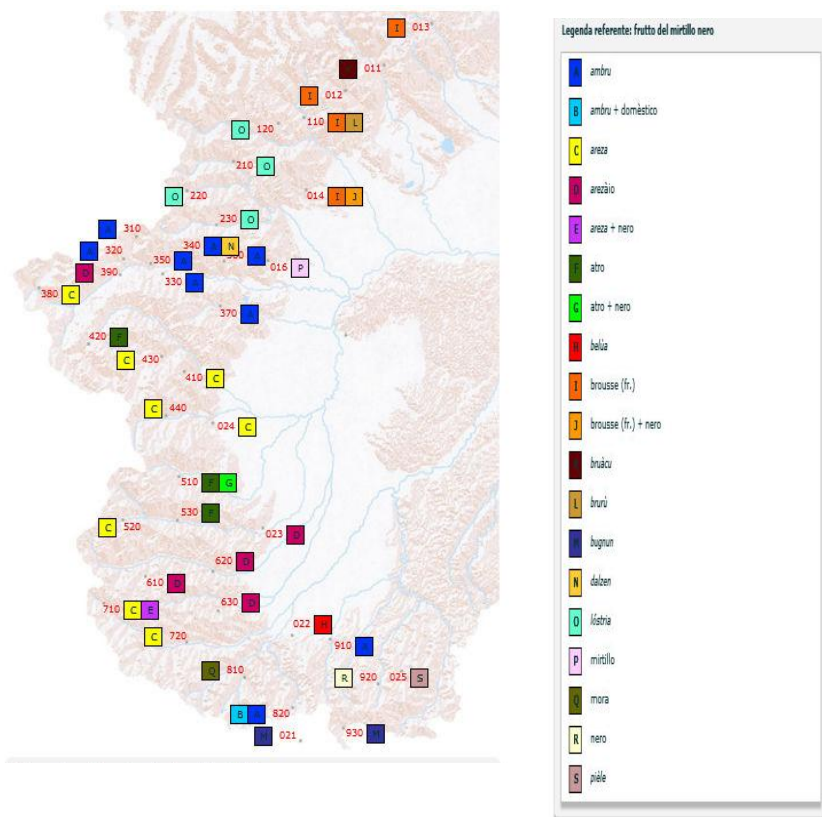 I 013
011
I 012
110 I L
O 120
210 O
O 220
014 I J
230 O
A 310
340 A N
A 320
350 A
A
016 P
D 390
330 A
380 C
370 A
420 F
C 430
410 C
C 440
024 C
510 F G
530 F
C 520
023 D
620 D
610 D
630 D
710 C E
022 H
C 720
910 A
Q 810
R 920
025 S
B A 820
M 021
930 M
Legenda referente: frutto del mirtillo nero
A ambru
B ambru + domèstico
C areza
D arezàio
E areza + nero
F atro
G atro + nero
H belùa
I brousse (fr.)
J brousse (fr.) + nero
bruàcu
L brurù
M bugnun
N dalzen
O lóstria
P mirtillo
Q mora
R nero
S pièle